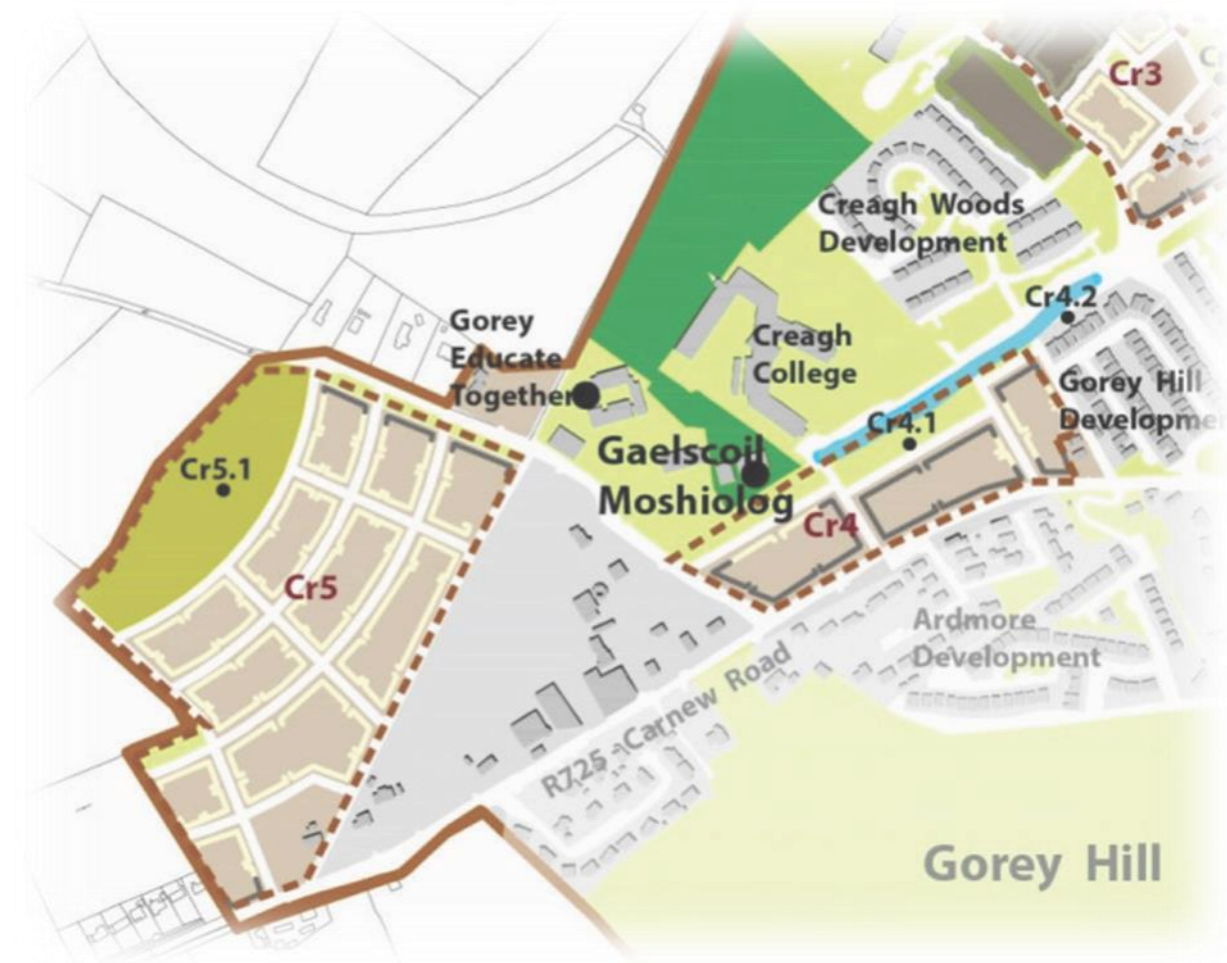 Cr3
Creagh Woods
Development
Cr4.2
Gorey
Educate
Together
Creagh
College
Gorey Hill
Developme
Cr4.1
Gaelscoil
Moshiolog
Cr5.1
Cr4
Cr5
Ardmore
Development
R725 - Carnew Road
Gorey Hill